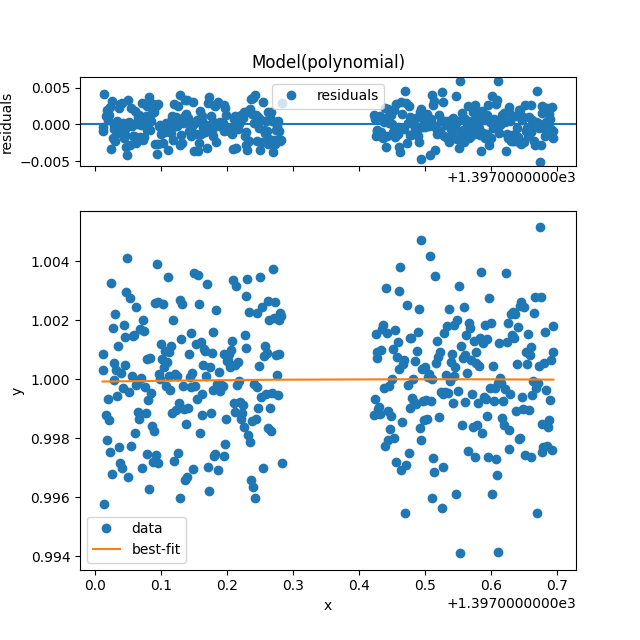 Model(polynomial)
residuals
0.005
0.000
−0.005
residuals
+1.3970000000e3
y
1.004
1.002
1.000
0.998
0.996
0.994
data
best-fit
0.0 0.1 0.2 0.3 0.4 0.5 0.6 0.7
x
+1.3970000000e3